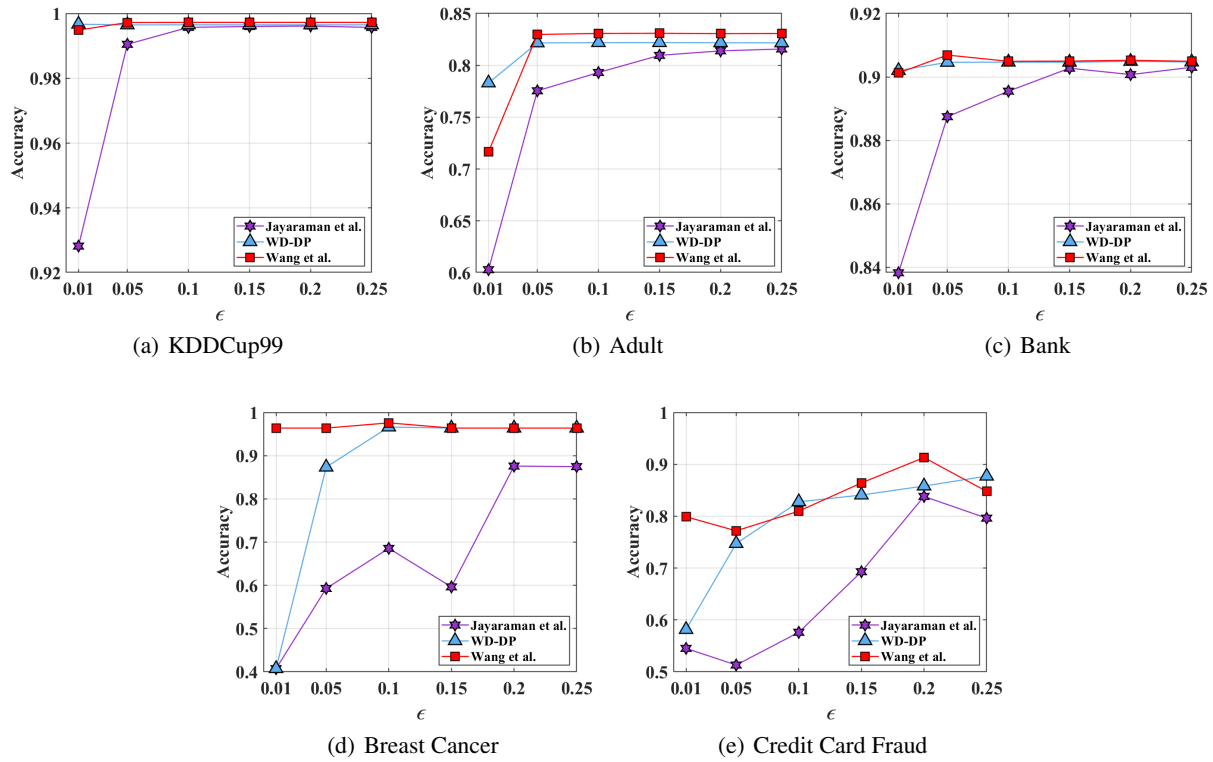 1
0.98
0.96
0.94
0.92
Accuracy
0.01 0.05 0.1 0.15 0.2 0.25
ϵ
Jayaraman et al.
WD-DP
Wang et al.
(a) KDDCup99
0.85
0.8
0.75
0.7
0.65
0.6
Accuracy
0.01 0.05 0.1 0.15 0.2 0.25
ϵ
Jayaraman et al.
WD-DP
Wang et al.
(b) Adult
0.92
0.9
0.88
0.86
0.84
Accuracy
0.01 0.05 0.1 0.15 0.2 0.25
ϵ
Jayaraman et al.
WD-DP
Wang et al.
(c) Bank
1
0.9
0.8
0.7
0.6
0.5
0.4
Accuracy
0.01 0.05 0.1 0.15 0.2 0.25
ϵ
Jayaraman et al.
WD-DP
Wang et al.
(d) Breast Cancer
1
0.9
0.8
0.7
0.6
0.5
Accuracy
0.01 0.05 0.1 0.15 0.2 0.25
ϵ
Jayaraman et al.
WD-DP
Wang et al.
(e) Credit Card Fraud